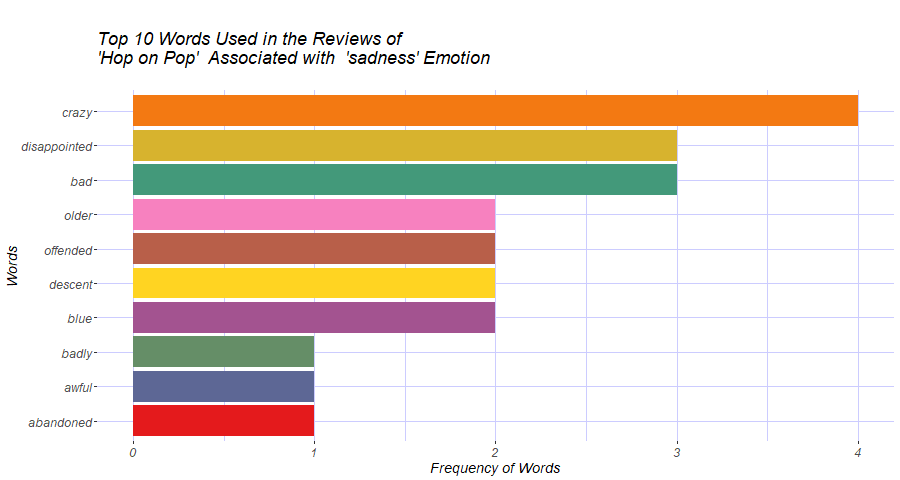 Top 10 Words Used in the Reviews of
'Hop on Pop'  Associated with  'sadness' Emotion
crazy
disappointed
bad
older
offended
descent
blue
badly
awful
abandoned
Words
0 1 2 3 4
Frequency of Words